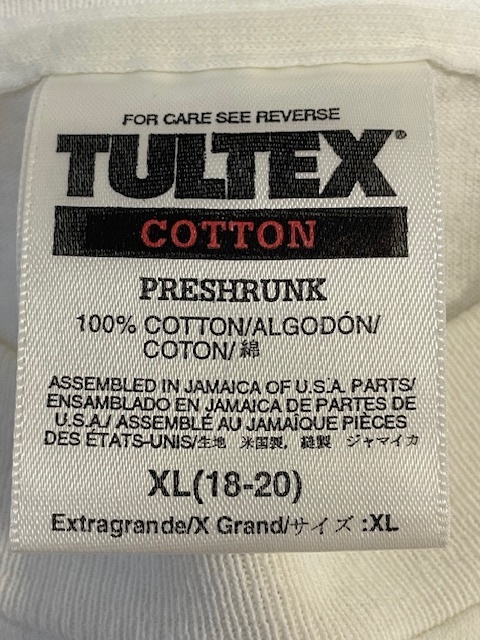 FOR CARE SEE REVERSE
TULTEX®
COTTON
PRESHRUNK
100% COTTON/ALGODÓN/
COTON/綿
ASSEMBLED IN JAMAICA OF U.S.A. PARTS/
ENSAMBLADO EN JAMAICA DE PARTES DE
U.S.A./ ASSEMBLÉ AU JAMAÏQUE PIÈCES
DES ÉTATS-UNIS/生地 米国製, 縫製 ジャマイカ
XL(18-20)
Extragrande/X Grand/サイズ :XL